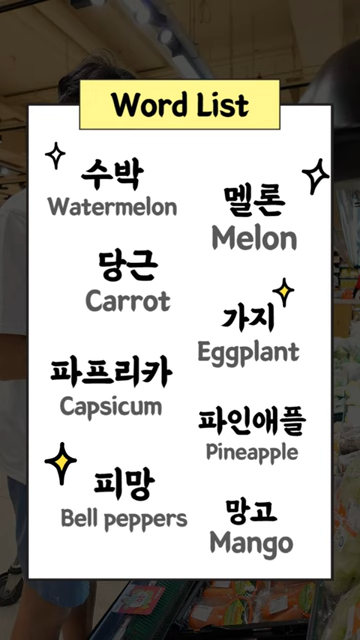 Word List
수박
Watermelon
멜론
Melon
당근
Carrot
가지
Eggplant
파프리카
Capsicum
파인애플
Pineapple
피망
Bell peppers
망고
Mango